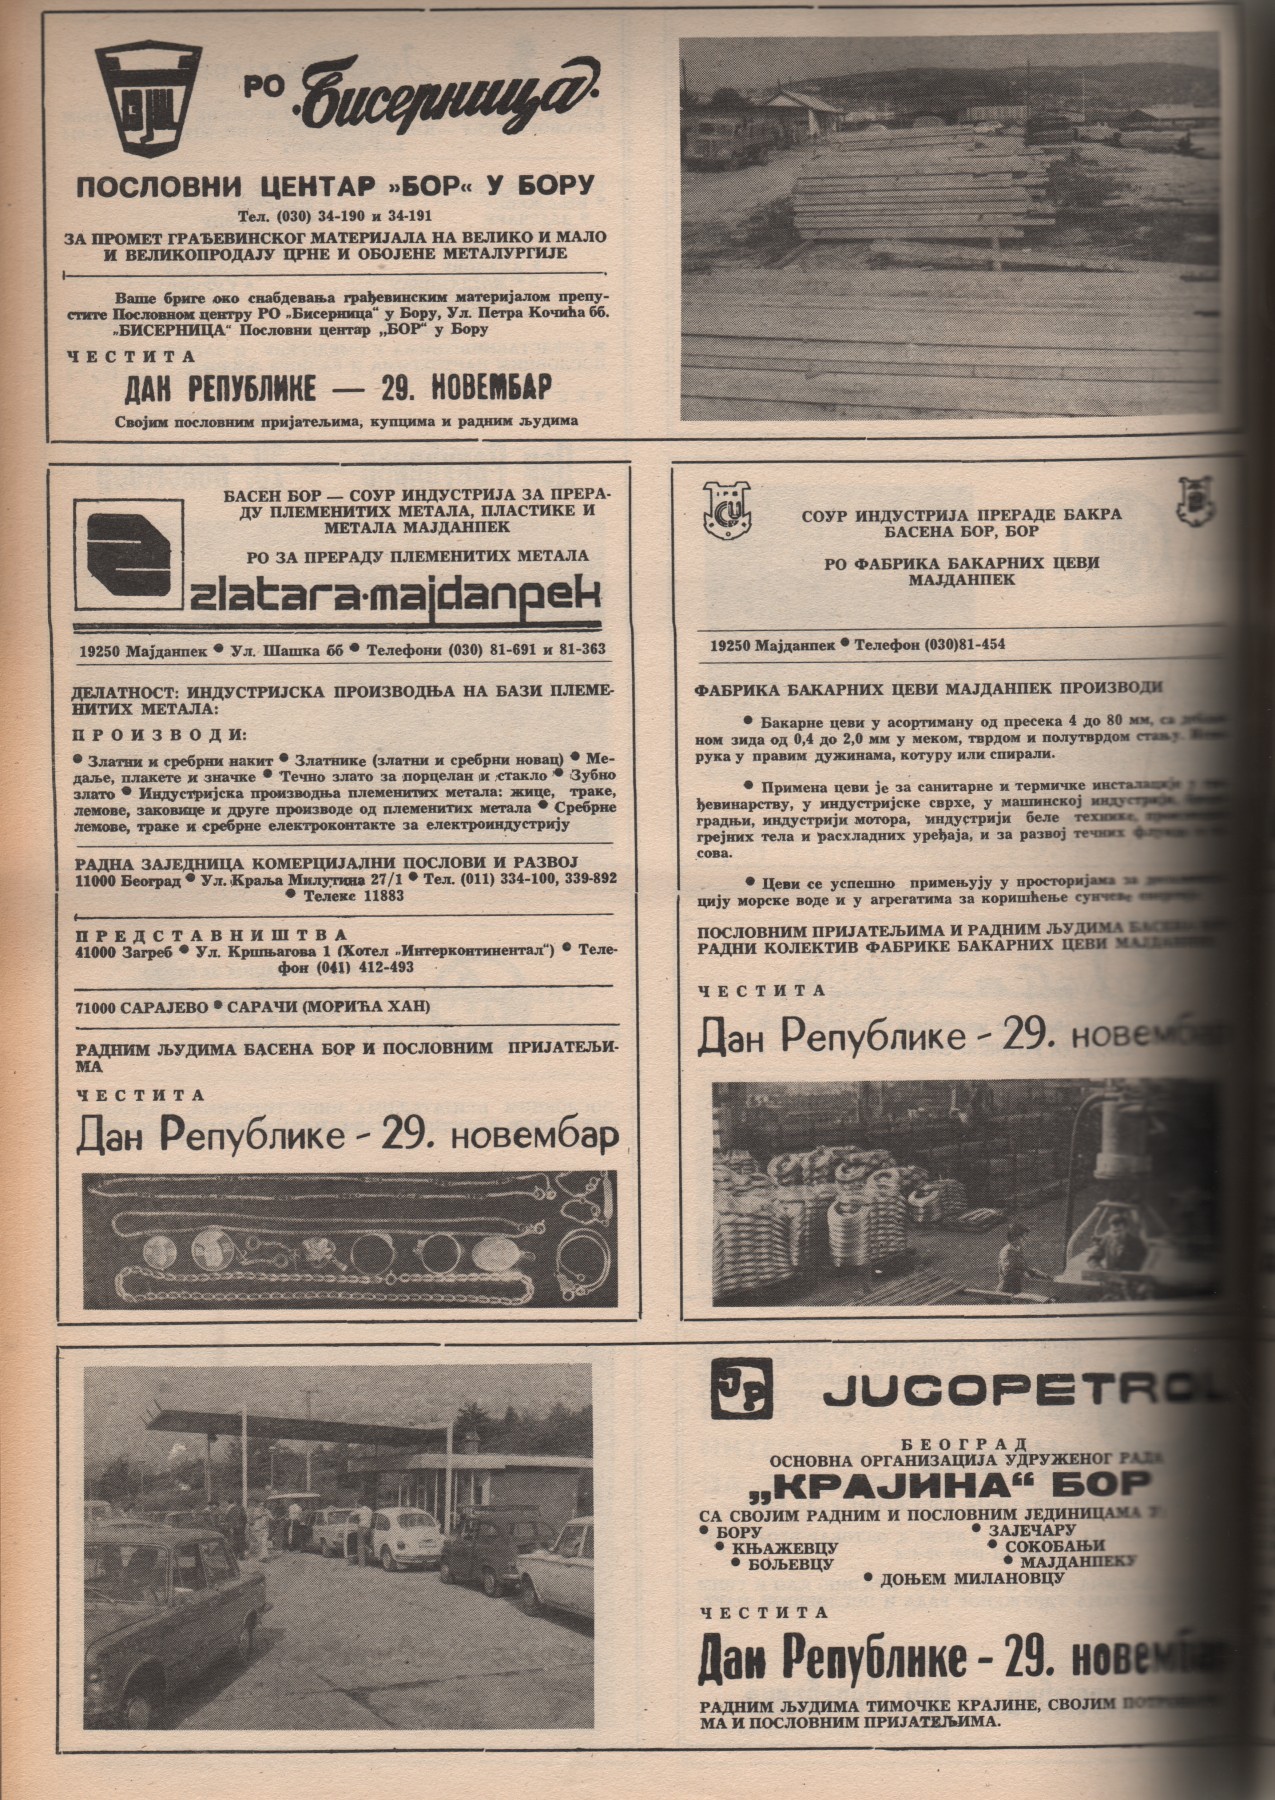 РО Бисерница
ПОСЛОВНИ ЦЕНТАР »БОР« У БОРУ
Тел. (030) 34-190 и 34-191
ЗА ПРОМЕТ ГРАЂЕВИНСКОГ МАТЕРИЈАЛА НА ВЕЛИКО И МАЛО
И ВЕЛИКОПРОДАЈУ ЦРНЕ И ОБОЈЕНЕ МЕТАЛУРГИЈЕ
Ваше бриге око снабдевања грађевинским материјалом препу-
стите Пословном центру РО „Бисерница“ у Бору, Ул. Петра Кочића бб.
„БИСЕРНИЦА“ Пословни центар „БОР“ у Бору
ЧЕСТИТА
ДАН РЕПУБЛИКЕ — 29. НОВЕМБАР
Својим пословним пријатељима, купцима и радним људима
БАСЕН БОР — СОУР ИНДУСТРИЈА ЗА ПРЕРА-
ДУ ПЛЕМЕНИТИХ МЕТАЛА, ПЛАСТИКЕ И
МЕТАЛА МАЈДАНПЕК
РО ЗА ПРЕРАДУ ПЛЕМЕНИТИХ МЕТАЛА
zlatara·majdanpek
19250 Мајданпек ● Ул. Шашка бб ● Телефони (030) 81-691 и 81-363
ДЕЛАТНОСТ: ИНДУСТРИЈСКА ПРОИЗВОДЊА НА БАЗИ ПЛЕМЕ-
НИТИХ МЕТАЛА:
ПРОИЗВОДИ:
● Златни и сребрни накит ● Златнике (златни и сребрни новац) ● Ме-
даље, плакете и значке ● Течно злато за порцелан и стакло ● Зубно
злато ● Индустријска производња племенитих метала: жице, траке,
лемове, заковице и друге производе од племенитих метала ● Сребрне
лемове, траке и сребрне електроконтакте за електроиндустрију
РАДНА ЗАЈЕДНИЦА КОМЕРЦИЈАЛНИ ПОСЛОВИ И РАЗВОЈ
11000 Београд ● Ул. Краља Милутина 27/1 ● Тел. (011) 334-100, 339-892
● Телекс 11883
ПРЕДСТАВНИШТВА
41000 Загреб ● Ул. Кршњагова 1 (Хотел „Интерконтинентал“) ● Теле-
фон (041) 412-493
71000 САРАЈЕВО ● САРАЧИ (МОРИЋА ХАН)
РАДНИМ ЉУДИМА БАСЕНА БОР И ПОСЛОВНИМ ПРИЈАТЕЉИ-
МА
ЧЕСТИТА
Дан Републике - 29. новембар
СОУР ИНДУСТРИЈА ПРЕРАДЕ БАКРА
БАСЕНА БОР, БОР
РО ФАБРИКА БАКАРНИХ ЦЕВИ
МАЈДАНПЕК
19250 Мајданпек ● Телефон (030)81-454
ФАБРИКА БАКАРНИХ ЦЕВИ МАЈДАНПЕК ПРОИЗВОДИ
● Бакарне цеви у асортиману од пресека 4 до 80 мм, са
ном зида од 0,4 до 2,0 мм у меком, тврдом и полутврдом стању.
рука у правим дужинама, котуру или спирали.
● Примена цеви је за санитарне и термичке инсталације у
ђевинарству, у индустријске сврхе, у машинској индустрији,
градњи, индустрији мотора, индустрији беле технике,
грејних тела и расхладних уређаја, и за развој течних
сова.
● Цеви се успешно примењују у просторијама за
цију морске воде и у агрегатима за коришћење сунчеве
ПОСЛОВНИМ ПРИЈАТЕЉИМА И РАДНИМ ЉУДИМА БАСЕНА
РАДНИ КОЛЕКТИВ ФАБРИКЕ БАКАРНИХ ЦЕВИ МАЈДАНПЕК
ЧЕСТИТА
Дан Републике - 29. новембар
JP JUGOPETROL
БЕОГРАД
ОСНОВНА ОРГАНИЗАЦИЈА УДРУЖЕНОГ РАДА
„КРАЈИНА“ БОР
СА СВОЈИМ РАДНИМ И ПОСЛОВНИМ ЈЕДИНИЦАМА У:
● БОРУ ● ЗАЈЕЧАРУ
● КЊАЖЕВЦУ ● СОКОБАЊИ
● БОЉЕВЦУ ● МАЈДАНПЕКУ
● ДОЊЕМ МИЛАНОВЦУ
ЧЕСТИТА
Дан Републике - 29. новембар
РАДНИМ ЉУДИМА ТИМОЧКЕ КРАЈИНЕ, СВОЈИМ
МА И ПОСЛОВНИМ ПРИЈАТЕЉИМА.